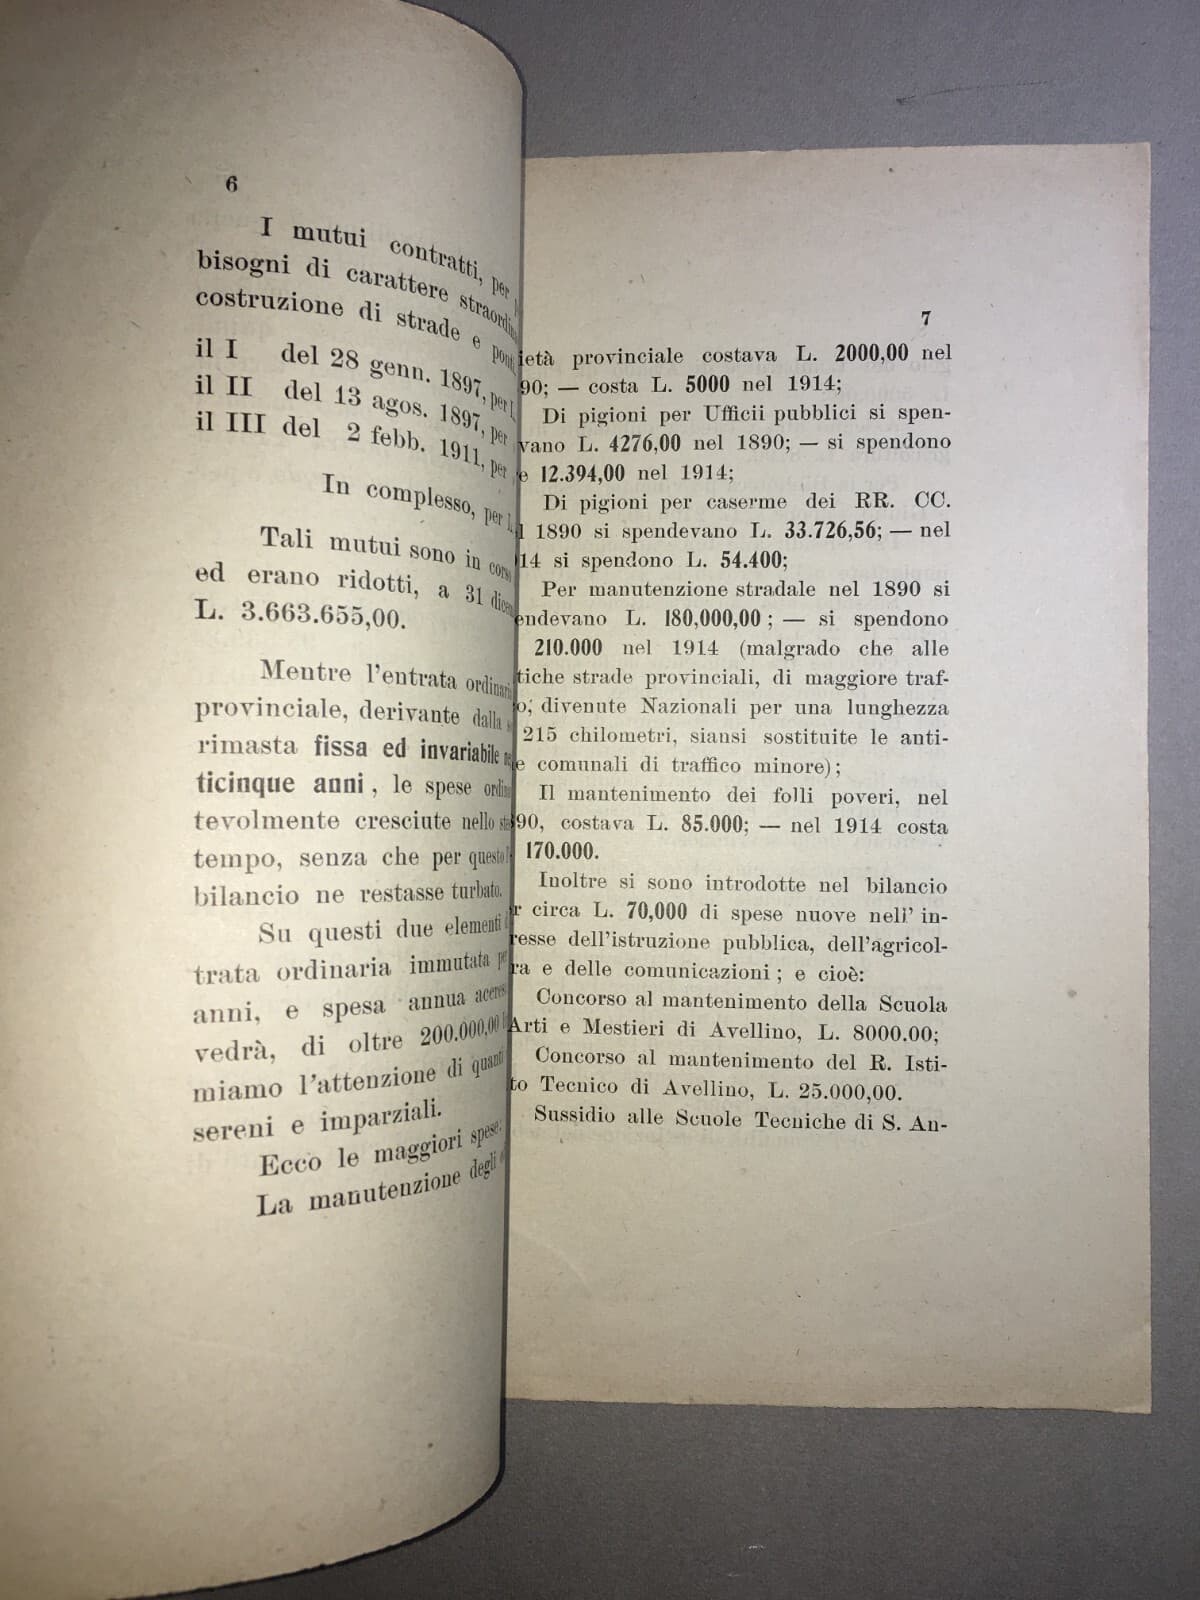 6
I mutui contratti, per
bisogni di carattere
costruzione di strade e
il I del 28 genn. 1897, per
il II del 13 agos. 1897, per
il III del 2 febb. 1911, per
In complesso, per
Tali mutui sono in corso
ed erano ridotti, a 31
L. 3.663.655,00.
Mentre l'entrata
provinciale, derivante dalla
rimasta fissa ed invariabile
ticinque anni, le spese
tevolmente cresciute nello
tempo, senza che per questo
bilancio ne restasse turbato.
Su questi due elementi
trata ordinaria immutata
anni, e spesa annua
vedrà, di oltre 200.000,00
miamo l'attenzione di quanti
sereni e imparziali.
Ecco le maggiori spese:
La manutenzione degli
7
ietà provinciale costava L. 2000,00 nel
90; — costa L. 5000 nel 1914;
Di pigioni per Ufficii pubblici si spen-
vano L. 4276,00 nel 1890; — si spendono
e 12.394,00 nel 1914;
Di pigioni per caserme dei RR. CC.
l 1890 si spendevano L. 33.726,56; — nel
14 si spendono L. 54.400;
Per manutenzione stradale nel 1890 si
endevano L. 180,000,00; — si spendono
210.000 nel 1914 (malgrado che alle
tiche strade provinciali, di maggiore traf-
o, divenute Nazionali per una lunghezza
215 chilometri, siansi sostituite le anti-
e comunali di traffico minore);
Il mantenimento dei folli poveri, nel
90, costava L. 85.000; — nel 1914 costa
170.000.
Inoltre si sono introdotte nel bilancio
r circa L. 70,000 di spese nuove nell' in-
resse dell'istruzione pubblica, dell'agricol-
ra e delle comunicazioni; e cioè:
Concorso al mantenimento della Scuola
Arti e Mestieri di Avellino, L. 8000.00;
Concorso al mantenimento del R. Isti-
to Tecnico di Avellino, L. 25.000,00.
Sussidio alle Scuole Tecniche di S. An-